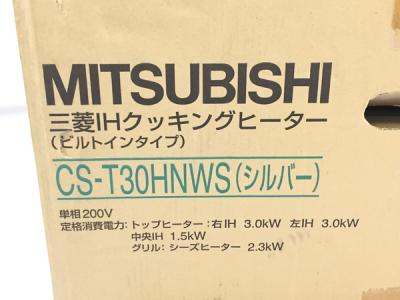 MITSUBISHI
三菱IHクッキングヒーター
(ビルトインタイプ)
CS-T30HNWS(シルバー)
単相200V
定格消費電力:トップヒーター:右IH 3.0kW 左IH 3.0kW
中央IH 1.5kW
グリル:シーズヒーター 2.3kW